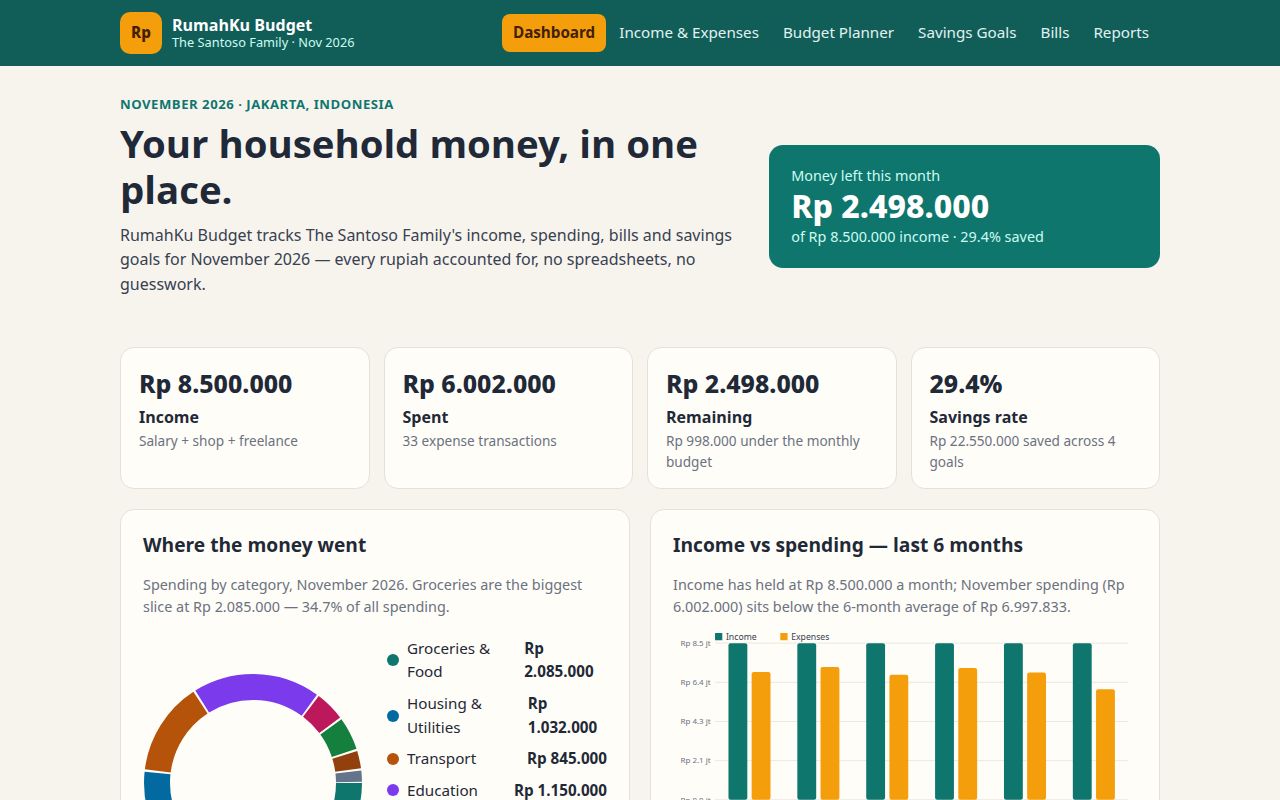 Rp
RumahKu Budget
The Santoso Family · Nov 2026
Dashboard
Income & Expenses
Budget Planner
Savings Goals
Bills
Reports
NOVEMBER 2026 · JAKARTA, INDONESIA
Your household money, in one
place.
RumahKu Budget tracks The Santoso Family's income, spending, bills and savings
goals for November 2026 — every rupiah accounted for, no spreadsheets, no
guesswork.
Money left this month
Rp 2.498.000
of Rp 8.500.000 income · 29.4% saved
Rp 8.500.000
Income
Salary + shop + freelance
Rp 6.002.000
Spent
33 expense transactions
Rp 2.498.000
Remaining
Rp 998.000 under the monthly
budget
29.4%
Savings rate
Rp 22.550.000 saved across 4
goals
Where the money went
Spending by category, November 2026. Groceries are the biggest
slice at Rp 2.085.000 — 34.7% of all spending.
Groceries &
Food
Rp
2.085.000
Housing &
Utilities
Rp
1.032.000
Transport
Rp 845.000
Education
Rp 1.150.000
Income vs spending — last 6 months
Income has held at Rp 8.500.000 a month; November spending (Rp
6.002.000) sits below the 6-month average of Rp 6.997.833.
Income
Expenses
Rp 8.5 jt
Rp 6.4 jt
Rp 4.3 jt
Rp 2.1 jt
Rp 0.0 jt